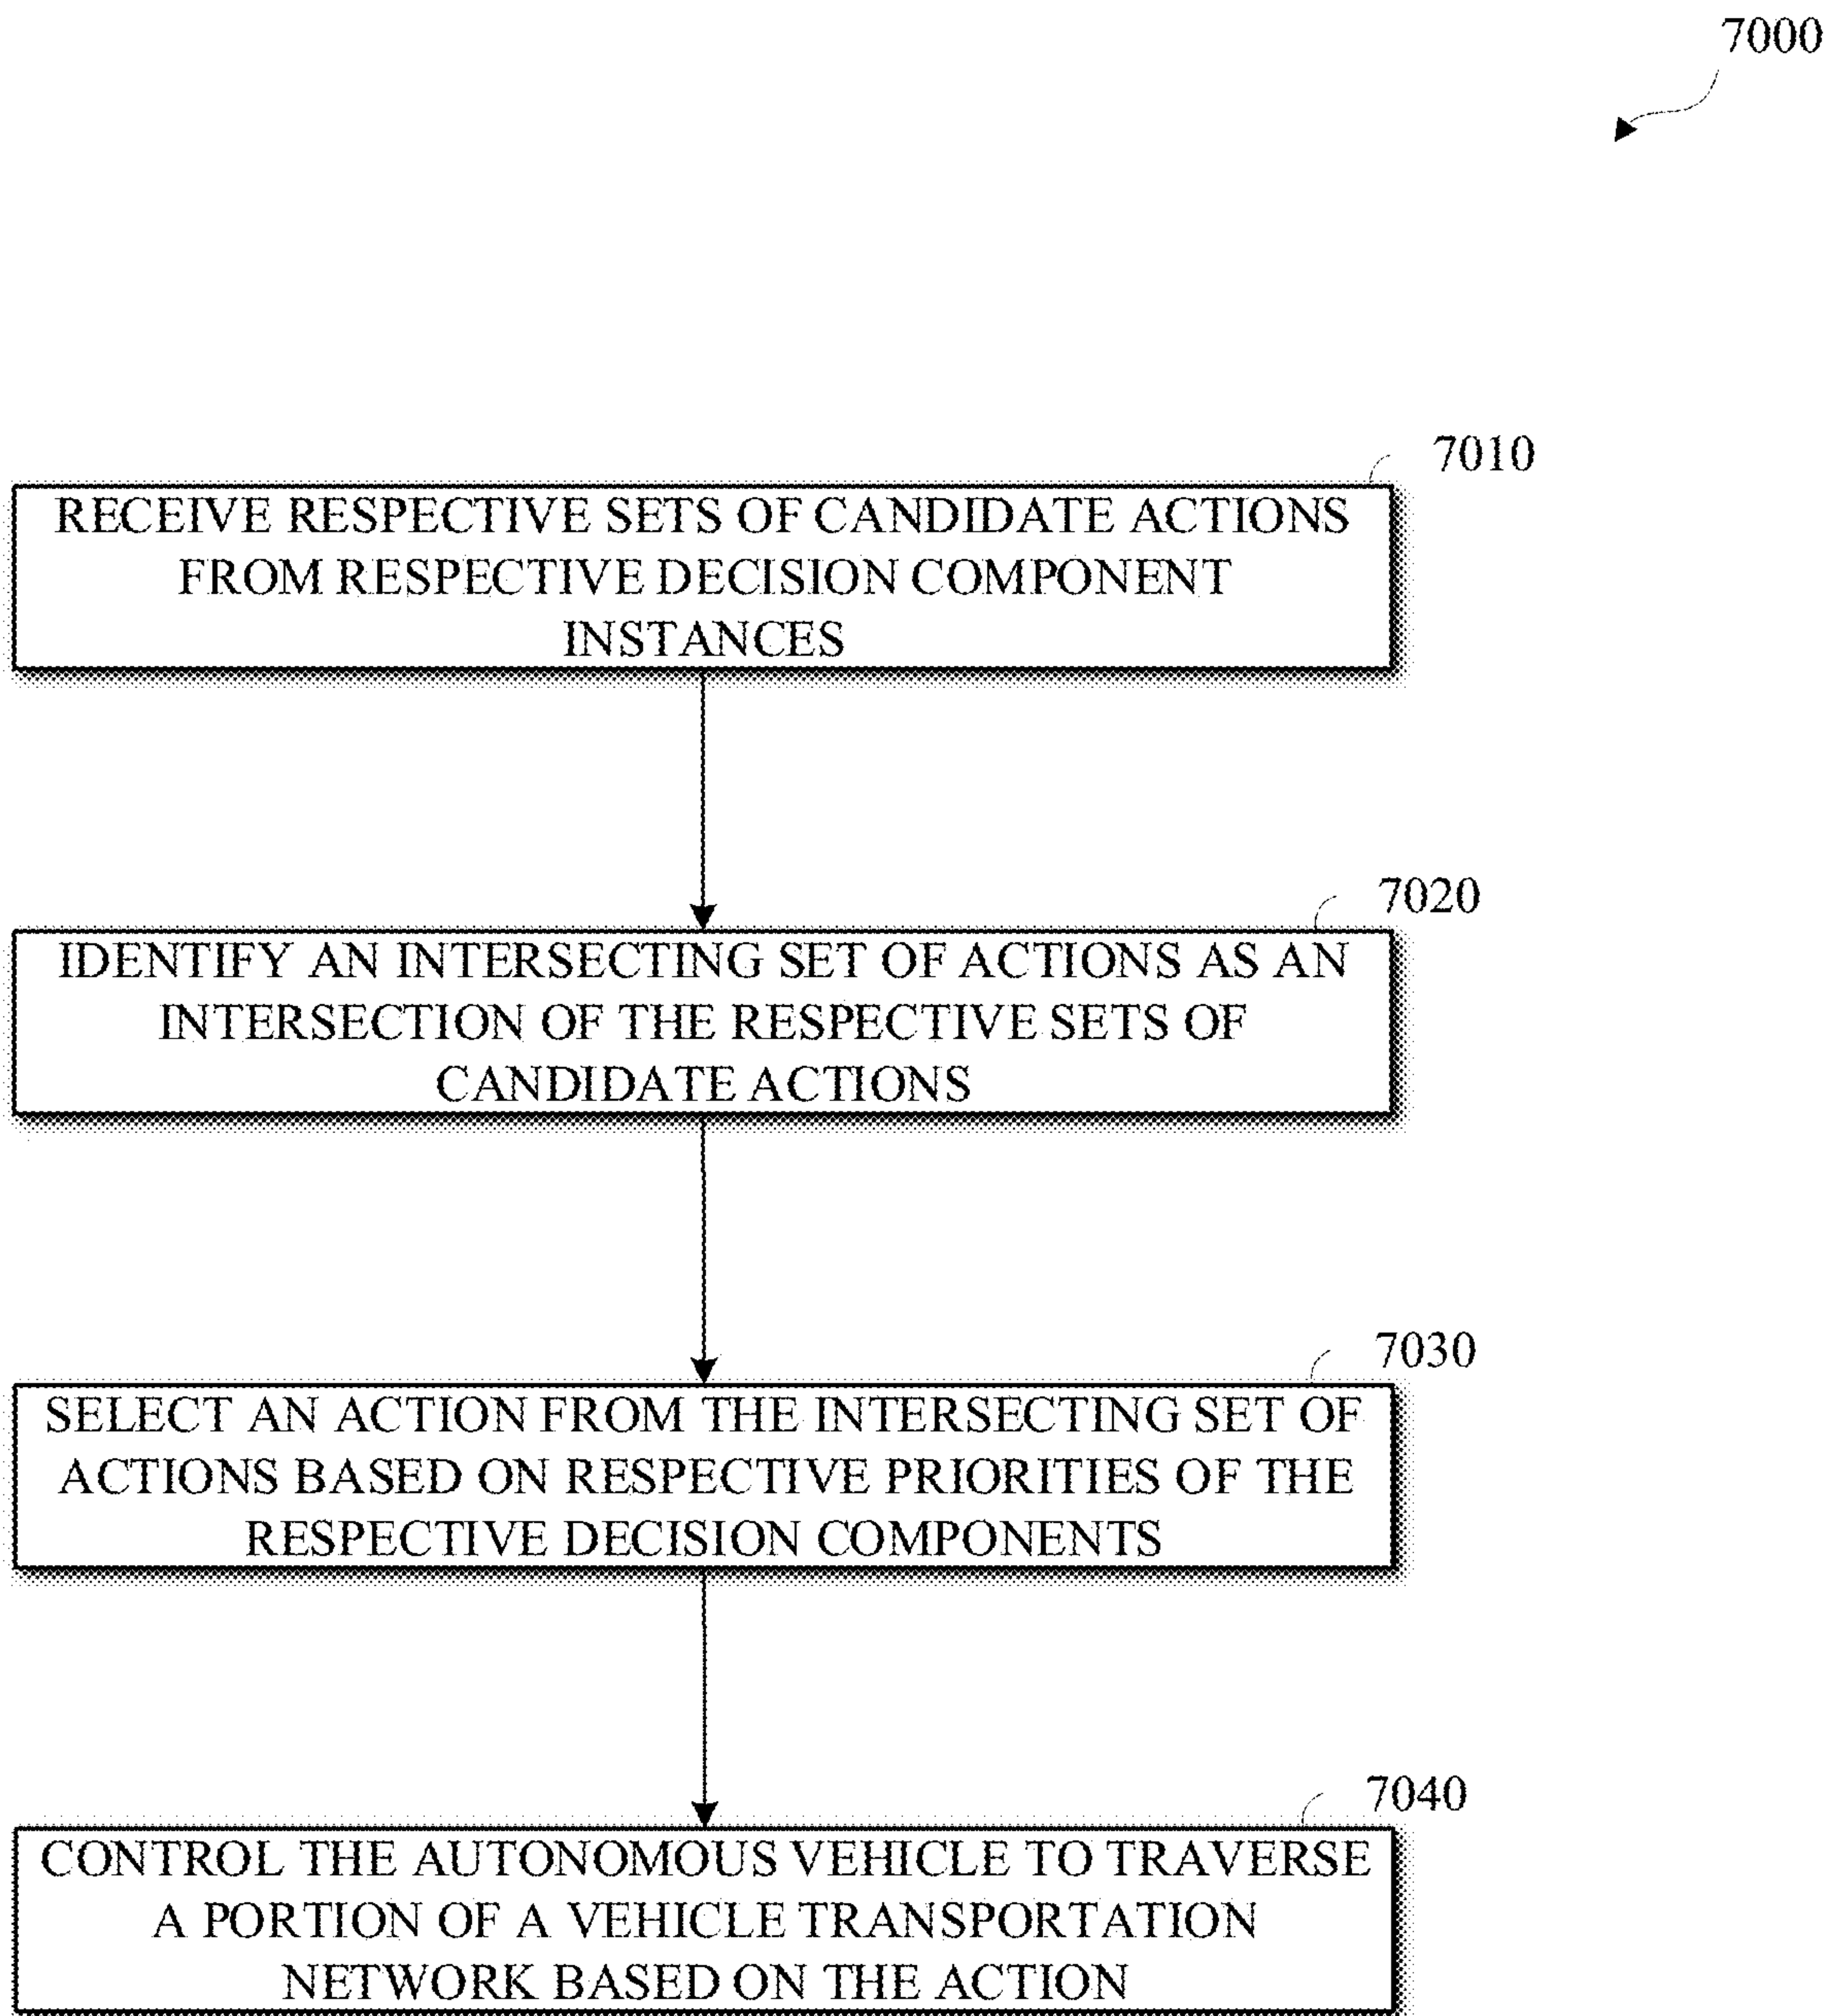 7000
7010
RECEIVE RESPECTIVE SETS OF CANDIDATE ACTIONS
FROM RESPECTIVE DECISION COMPONENT
INSTANCES
7020
IDENTIFY AN INTERSECTING SET OF ACTIONS AS AN
INTERSECTION OF THE RESPECTIVE SETS OF
CANDIDATE ACTIONS
7030
SELECT AN ACTION FROM THE INTERSECTING SET OF
ACTIONS BASED ON RESPECTIVE PRIORITIES OF THE
RESPECTIVE DECISION COMPONENTS
7040
CONTROL THE AUTONOMOUS VEHICLE TO TRAVERSE
A PORTION OF A VEHICLE TRANSPORTATION
NETWORK BASED ON THE ACTION